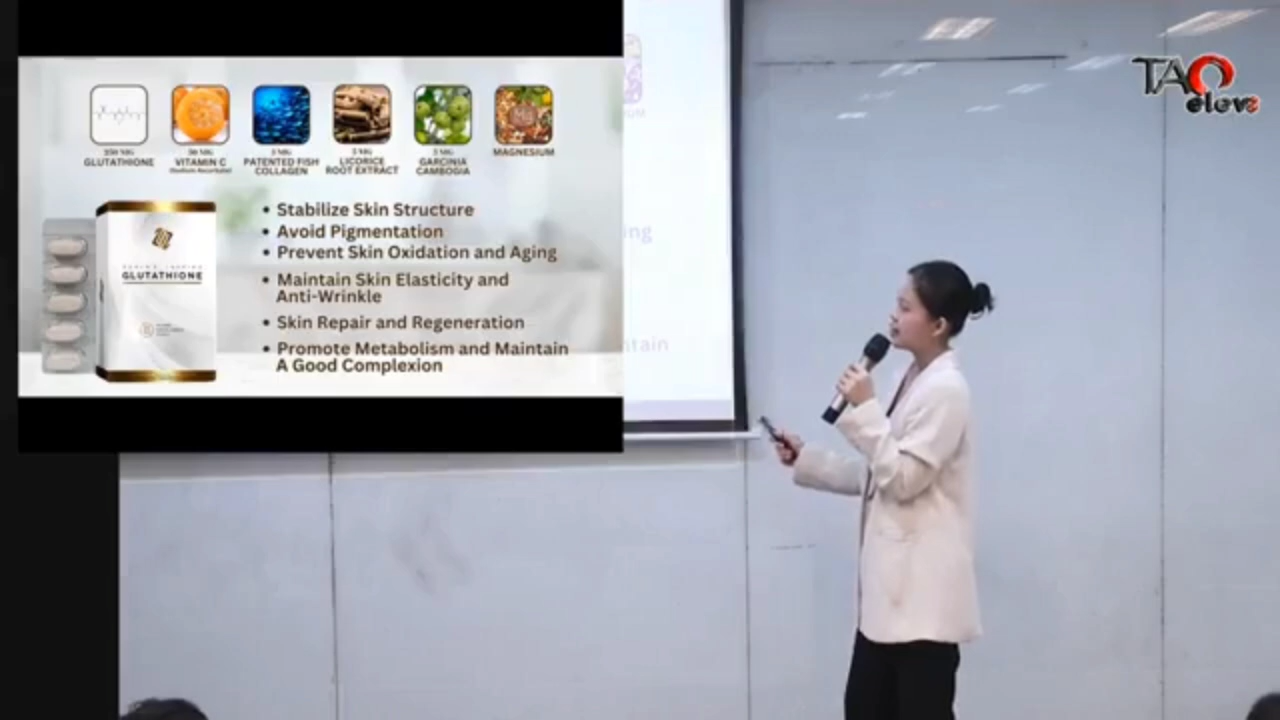 TAO
eleve
GLUTATHIONE
VITAMIN C
(Sodium Ascorbate)
PATENTED FISH
COLLAGEN
LICORICE
ROOT EXTRACT
GARCINIA
CAMBOGIA
MAGNESIUM
• Stabilize Skin Structure
• Avoid Pigmentation
• Prevent Skin Oxidation and Aging
• Maintain Skin Elasticity and
Anti-Wrinkle
• Skin Repair and Regeneration
• Promote Metabolism and Maintain
A Good Complexion
GLUTATHIONE